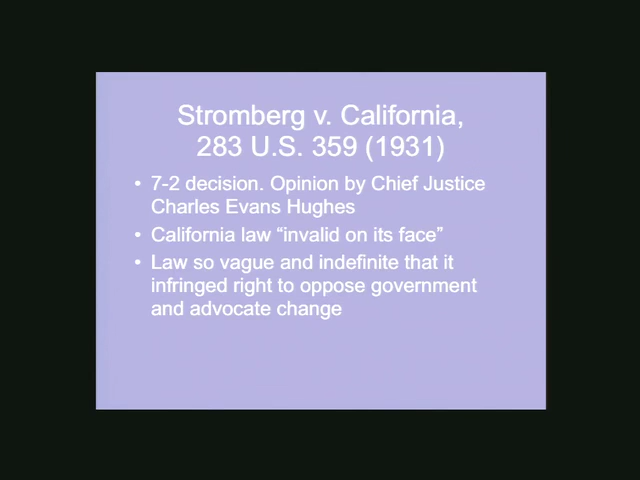 Stromberg v. California,
283 U.S. 359 (1931)
• 7-2 decision. Opinion by Chief Justice
Charles Evans Hughes
• California law “invalid on its face”
• Law so vague and indefinite that it
infringed right to oppose government
and advocate change